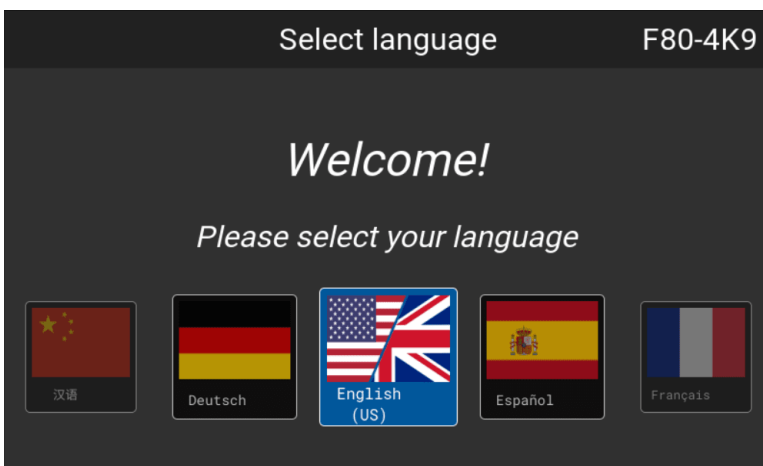 Select language F80-4K9
Welcome!
Please select your language
汉语
Deutsch
English
(US)
Español
Français